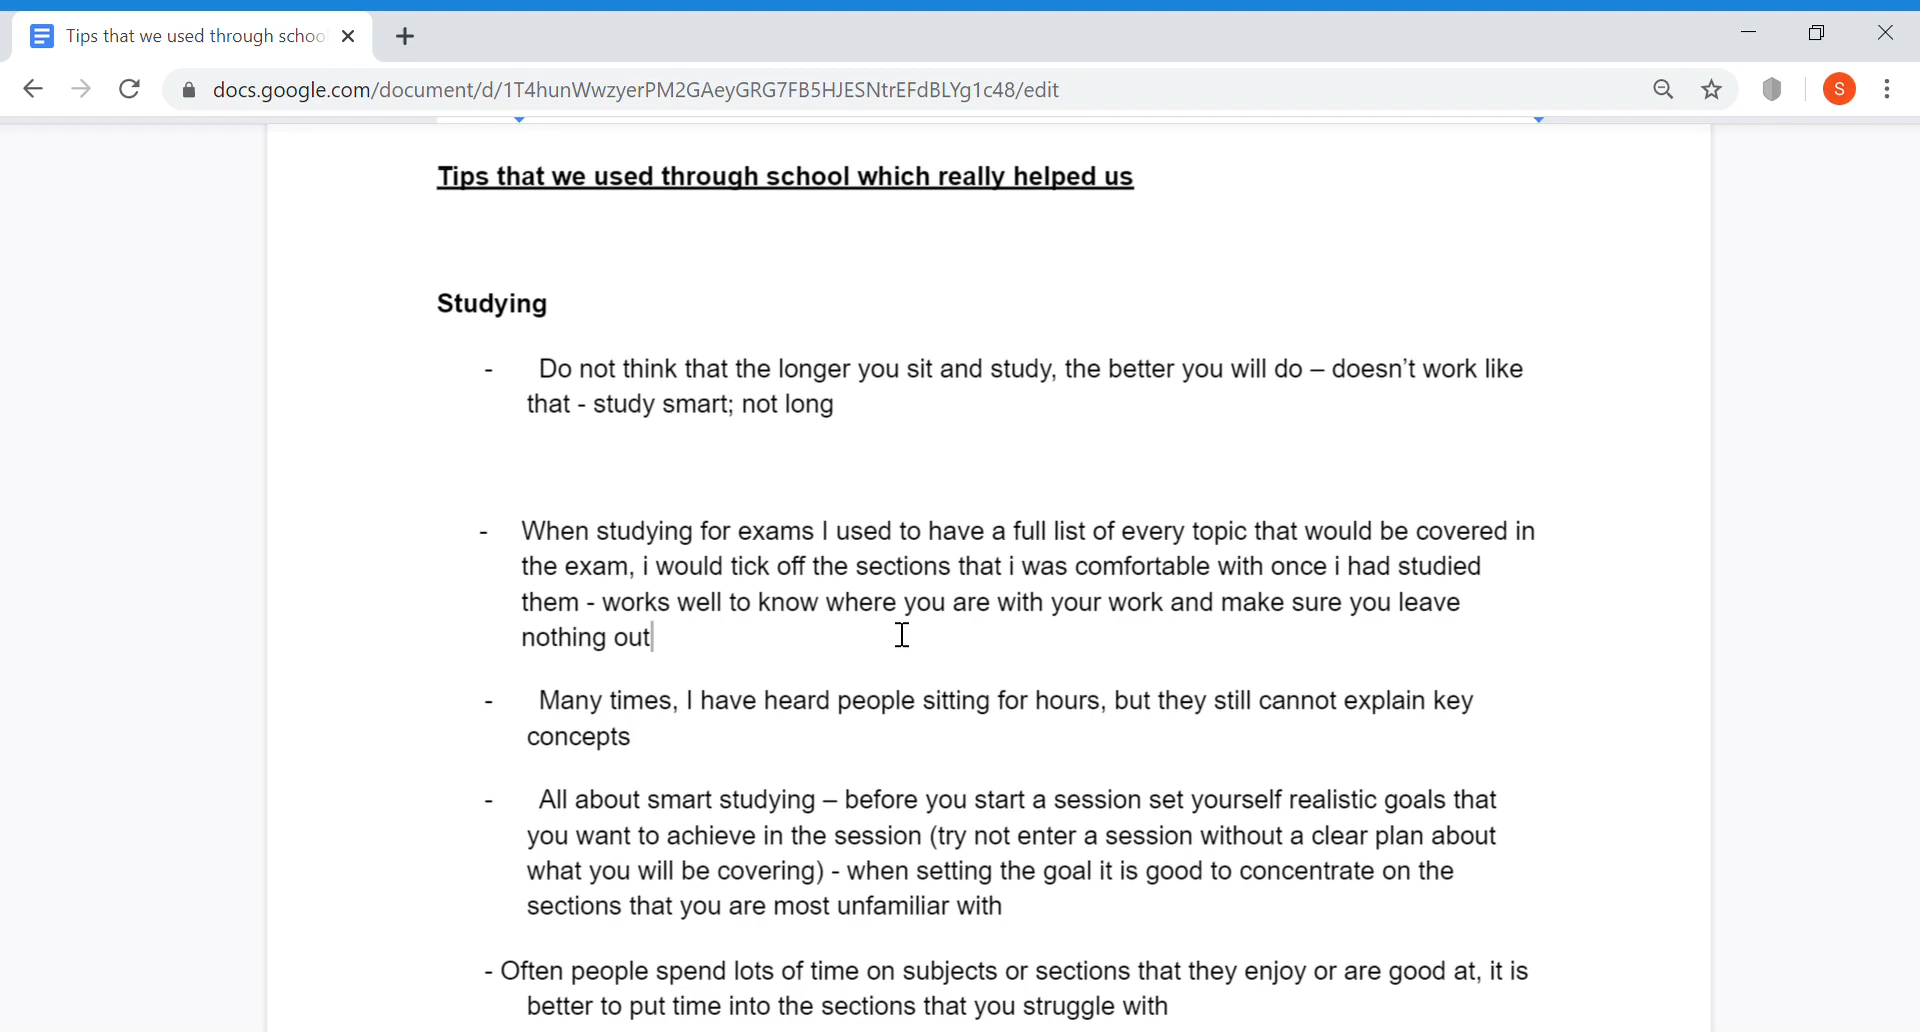 Tips that we used through schoo
docs.google.com/document/d/1T4hunWwzyerPM2GAeyGRG7FB5HJESNtrEFdBLYg1c48/edit
S
Tips that we used through school which really helped us
Studying
- Do not think that the longer you sit and study, the better you will do – doesn’t work like
that - study smart; not long
- When studying for exams I used to have a full list of every topic that would be covered in
the exam, i would tick off the sections that i was comfortable with once i had studied
them - works well to know where you are with your work and make sure you leave
nothing out
- Many times, I have heard people sitting for hours, but they still cannot explain key
concepts
- All about smart studying – before you start a session set yourself realistic goals that
you want to achieve in the session (try not enter a session without a clear plan about
what you will be covering) - when setting the goal it is good to concentrate on the
sections that you are most unfamiliar with
- Often people spend lots of time on subjects or sections that they enjoy or are good at, it is
better to put time into the sections that you struggle with